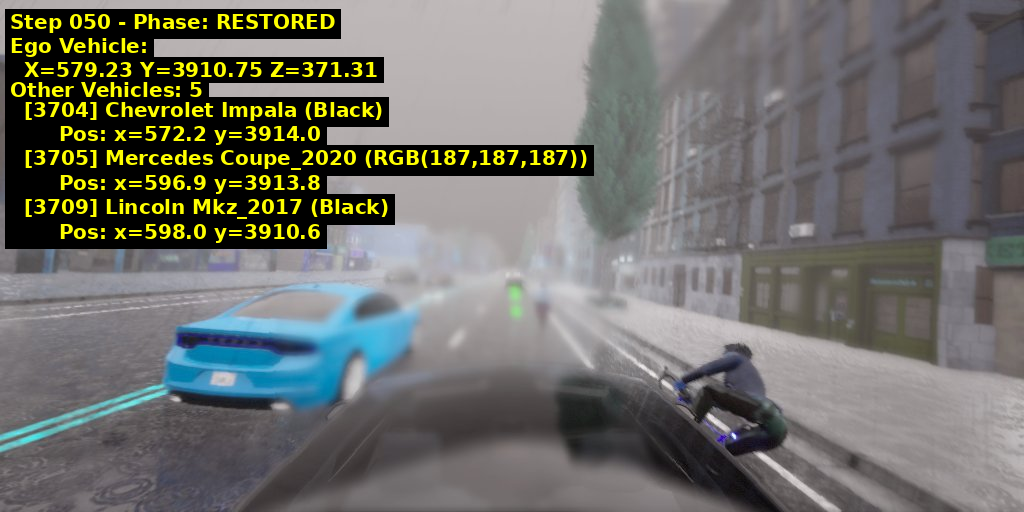 Step 050 - Phase: RESTORED
Ego Vehicle:
X=579.23 Y=3910.75 Z=371.31
Other Vehicles: 5
[3704] Chevrolet Impala (Black)
Pos: x=572.2 y=3914.0
[3705] Mercedes Coupe_2020 (RGB(187,187,187))
Pos: x=596.9 y=3913.8
[3709] Lincoln Mkz_2017 (Black)
Pos: x=598.0 y=3910.6